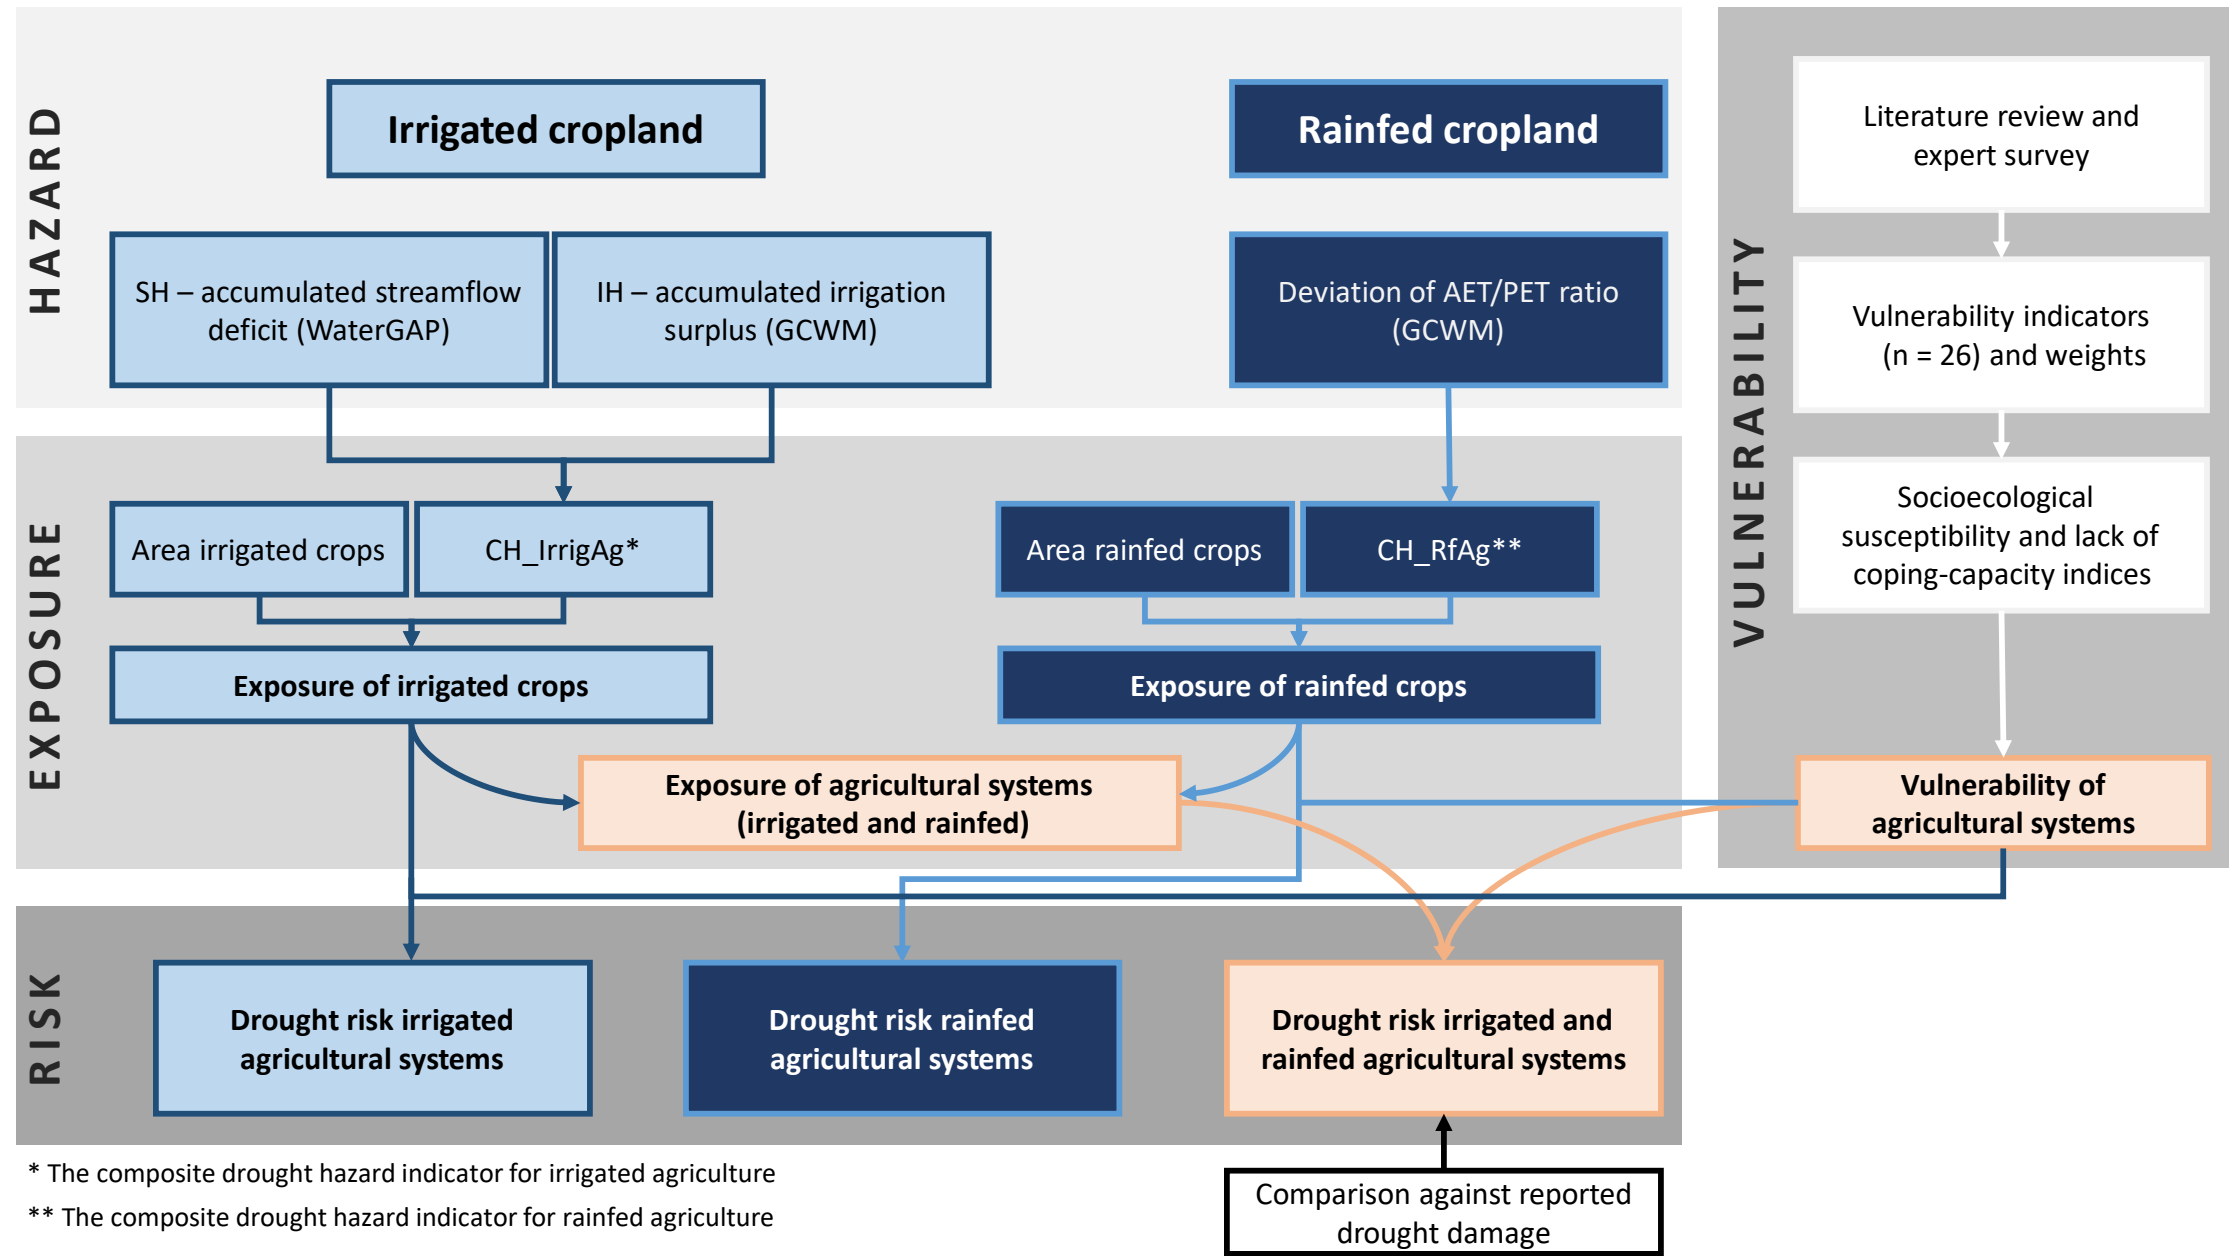 HAZARD
Irrigated cropland
Rainfed cropland
SH – accumulated streamflow
deficit (WaterGAP)
IH – accumulated irrigation
surplus (GCWM)
Deviation of AET/PET ratio
(GCWM)
EXPOSURE
Area irrigated crops
CH_IrrigAg*
Area rainfed crops
CH_RfAg**
Exposure of irrigated crops
Exposure of rainfed crops
Exposure of agricultural systems
(irrigated and rainfed)
VULNERABILITY
Literature review and
expert survey
Vulnerability indicators
(n = 26) and weights
Socioecological
susceptibility and lack of
coping-capacity indices
Vulnerability of
agricultural systems
RISK
Drought risk irrigated
agricultural systems
Drought risk rainfed
agricultural systems
Drought risk irrigated and
rainfed agricultural systems
* The composite drought hazard indicator for irrigated agriculture
** The composite drought hazard indicator for rainfed agriculture
Comparison against reported
drought damage